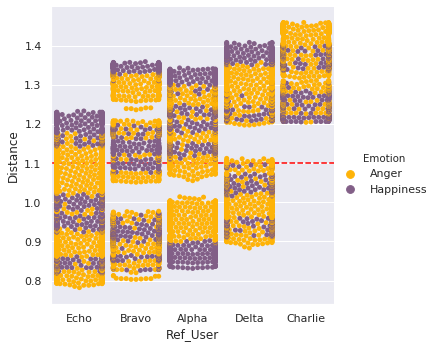 1.4
1.3
1.2
1.1
1.0
0.9
0.8
Distance
Echo Bravo Alpha Delta Charlie
Ref_User
Emotion
Anger
Happiness